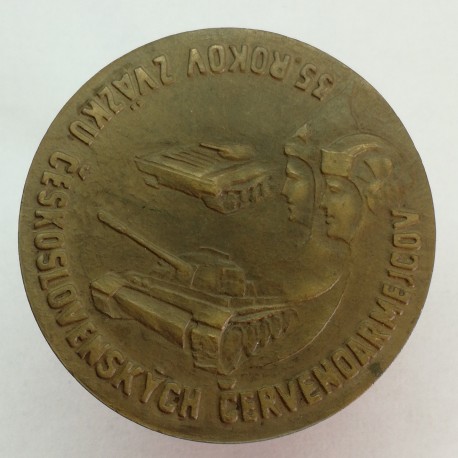 35. ROKOV ZVÄZKU ČESKOSLOVENSKÝCH ČERVENOARMEJCOV